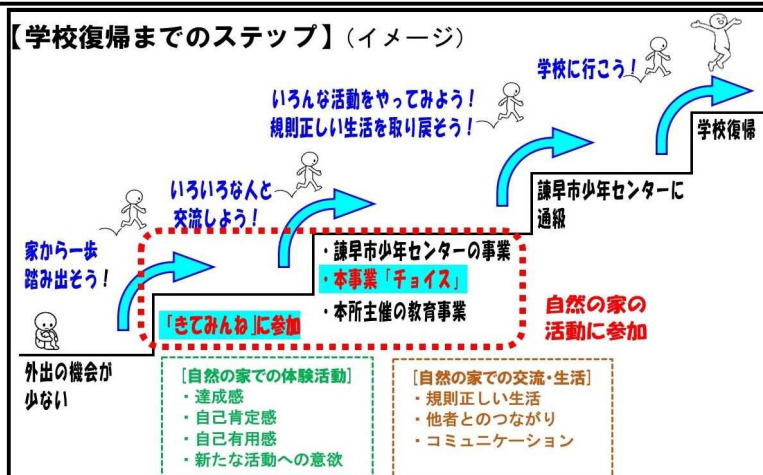 【学校復帰までのステップ】（イメージ）
学校に行こう！
いろんな活動をやってみよう！
規則正しい生活を取り戻そう！
学校復帰
いろいろな人と
交流しよう！
諫早市少年センターに
通級
家から一歩
踏み出そう！
・諫早市少年センターの事業
・本事業「チョイス」
・本所主催の教育事業
「きてみんね」に参加
自然の家の
活動に参加
外出の機会が
少ない
[自然の家での体験活動]
・達成感
・自己肯定感
・自己有用感
・新たな活動への意欲
[自然の家での交流・生活]
・規則正しい生活
・他者とのつながり
・コミュニケーション